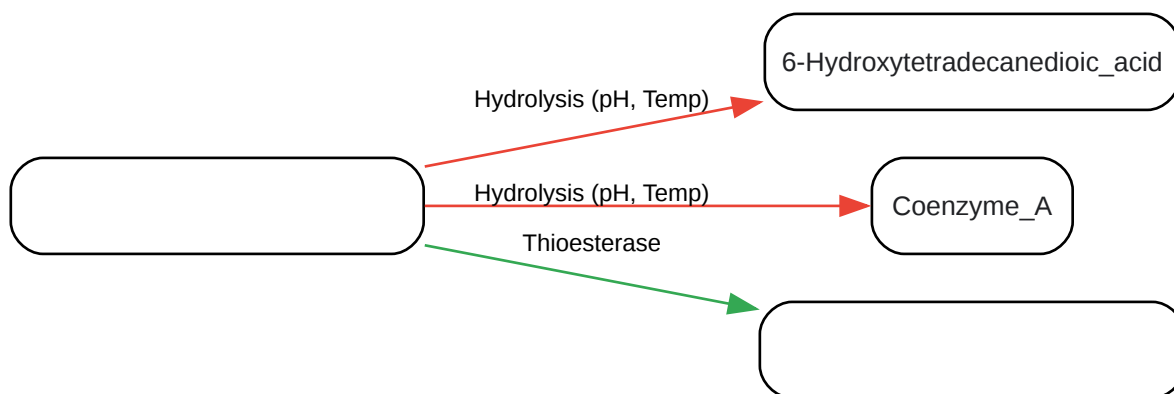 6-Hydroxytetradecanedioic_acid
Hydrolysis (pH, Temp)
Hydrolysis (pH, Temp)
Coenzyme_A
Thioesterase